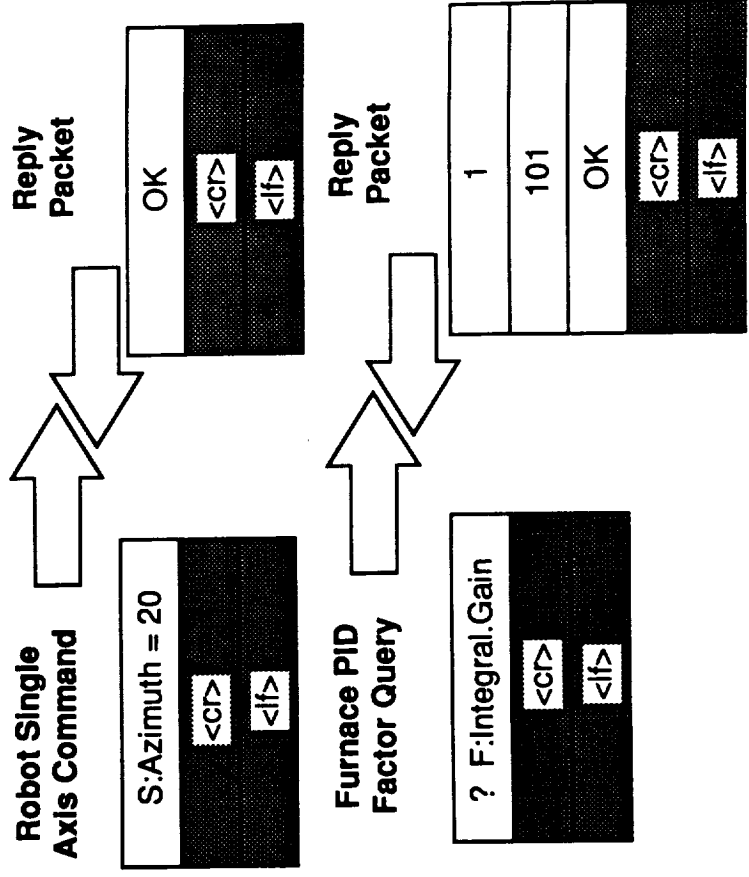 Robot Single
Axis Command
S:Azimuth = 20
<cr>
<lf>
Reply
Packet
OK
<cr>
<lf>
Furnace PID
Factor Query
? F:Integral.Gain
<cr>
<lf>
Reply
Packet
1
101
OK
<cr>
<lf>